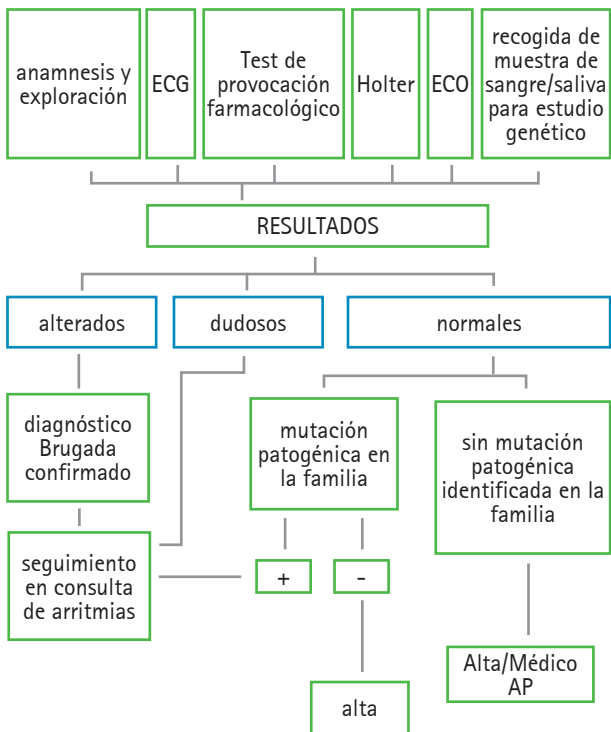 anamnesis y
exploración
ECG
Test de
provocación
farmacológico
Holter
ECO
recogida de
muestra de
sangre/saliva
para estudio
genético
RESULTADOS
alterados
dudosos
normales
diagnóstico
Brugada
confirmado
mutación
patogénica en
la familia
sin mutación
patogénica
identificada en la
familia
seguimiento
en consulta
de arritmias
+
-
alta
Alta/Médico
AP